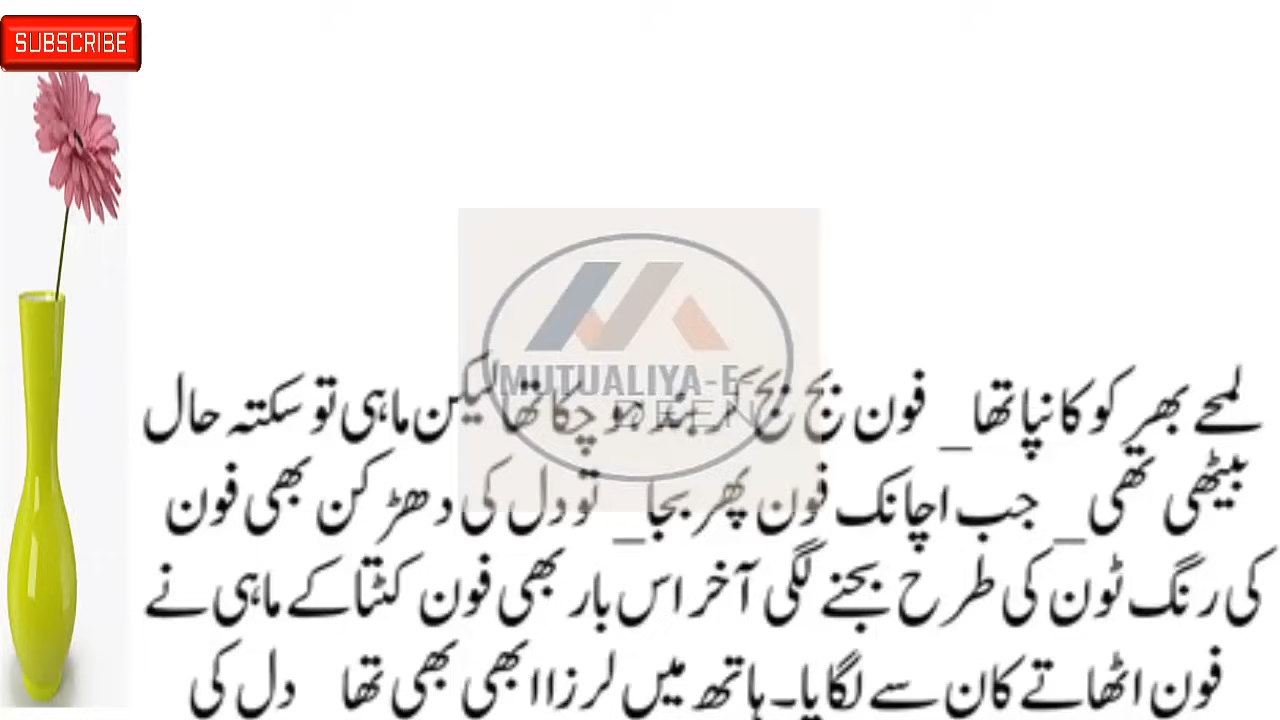 SUBSCRIBE
MUTUALIYA-E-
DEEN
لمحے بھر کو کانپا تھا_ فون بج بج کر بند ہو چکا تھا لیکن ماہی تو سکتہ حال
بیٹھی تھی_ جب اچانک فون پھر بجا_ تو دل کی دھڑکن بھی فون
کی رنگ ٹون کی طرح بجنے لگی آخر اس بار بھی فون کٹتا کے ماہی نے
فون اٹھاتے کان سے لگایا۔ ہاتھ میں لرزا ابھی بھی تھا دل کی